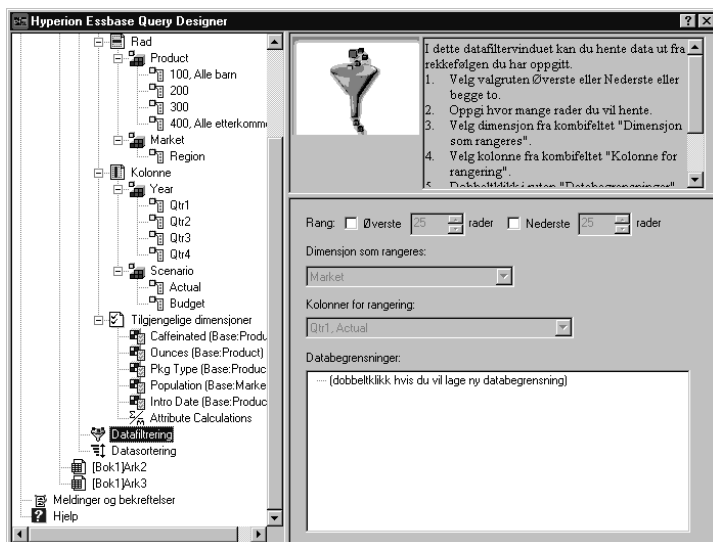 Hyperion Essbase Query Designer
Rad
Product
100, Alle barn
200
300
400, Alle etterkomme
Market
Region
Kolonne
Year
Qtr1
Qtr2
Qtr3
Qtr4
Scenario
Actual
Budget
Tilgjengelige dimensjoner
Caffeinated (Base:Produ
Ounces (Base:Product)
Pkg Type (Base:Produc
Population (Base:Marke
Intro Date (Base:Produc
Attribute Calculations
Datafiltrering
Datasortering
[Bok1]Ark2
[Bok1]Ark3
Meldinger og bekreftelser
Hjelp
I dette datafiltervinduet kan du hente data ut fra
rekkefølgen du har oppgitt.
1. Velg valgruten Øverste eller Nederste eller
begge to.
2. Oppgi hvor mange rader du vil hente.
3. Velg dimensjon fra kombifeltet "Dimensjon
som rangeres".
4. Velg kolonne fra kombifeltet "Kolonne for
rangering".
5. Dobbeltklikk i ruten "Databegrensninger"
Rang: Øverste 25 rader Nederste 25 rader
Dimensjon som rangeres:
Market
Kolonner for rangering:
Qtr1, Actual
Databegrensninger:
(dobbeltklikk hvis du vil lage ny databegrensning)